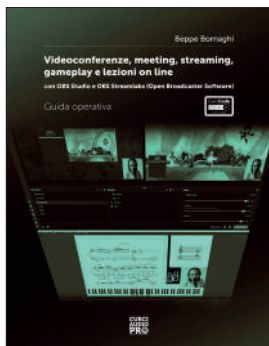 Beppe Bornaghi
Videoconferenze, meeting, streaming,
gameplay e lezioni on line
con OBS Studio e OBS Streamlabs (Open Broadcaster Software)
Guida operativa
CURCI
AUDIO
PRO